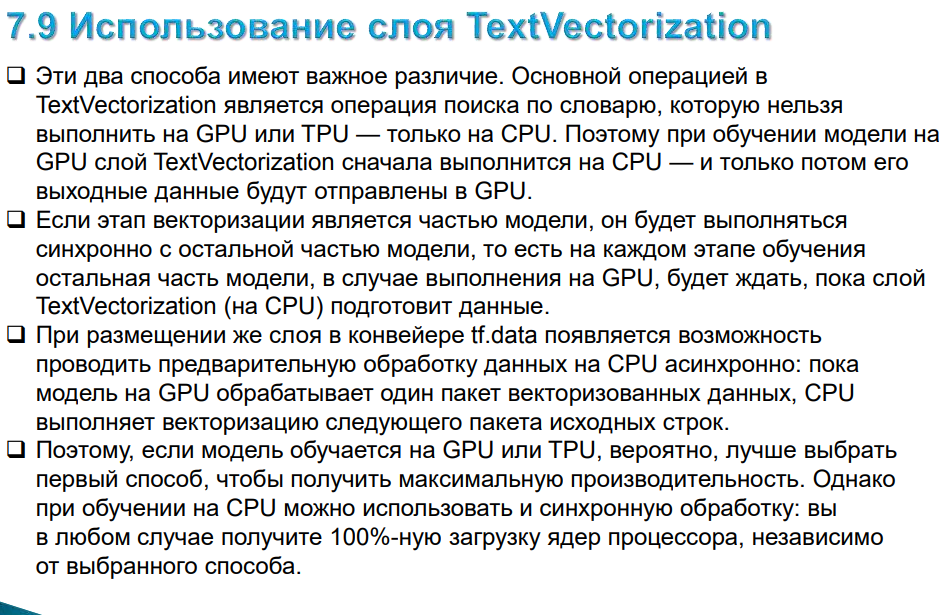 7.9 Использование слоя TextVectorization
❑ Эти два способа имеют важное различие. Основной операцией в
TextVectorization является операция поиска по словарю, которую нельзя
выполнить на GPU или TPU — только на CPU. Поэтому при обучении модели на
GPU слой TextVectorization сначала выполнится на CPU — и только потом его
выходные данные будут отправлены в GPU.
❑ Если этап векторизации является частью модели, он будет выполняться
синхронно с остальной частью модели, то есть на каждом этапе обучения
остальная часть модели, в случае выполнения на GPU, будет ждать, пока слой
TextVectorization (на CPU) подготовит данные.
❑ При размещении же слоя в конвейере tf.data появляется возможность
проводить предварительную обработку данных на CPU асинхронно: пока
модель на GPU обрабатывает один пакет векторизованных данных, CPU
выполняет векторизацию следующего пакета исходных строк.
❑ Поэтому, если модель обучается на GPU или TPU, вероятно, лучше выбрать
первый способ, чтобы получить максимальную производительность. Однако
при обучении на CPU можно использовать и синхронную обработку: вы
в любом случае получите 100%-ную загрузку ядер процессора, независимо
от выбранного способа.